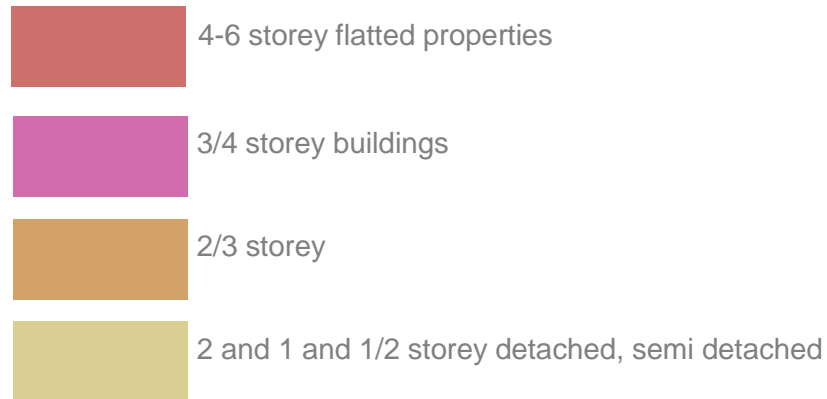 4-6 storey flatted properties
3/4 storey buildings
2/3 storey
2 and 1 and 1/2 storey detached, semi detached